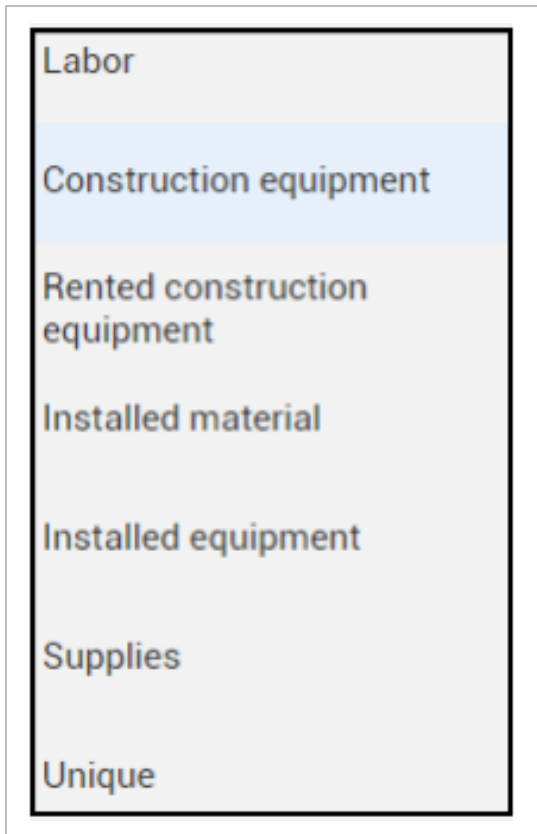 Labor
Construction equipment
Rented construction
equipment
Installed material
Installed equipment
Supplies
Unique